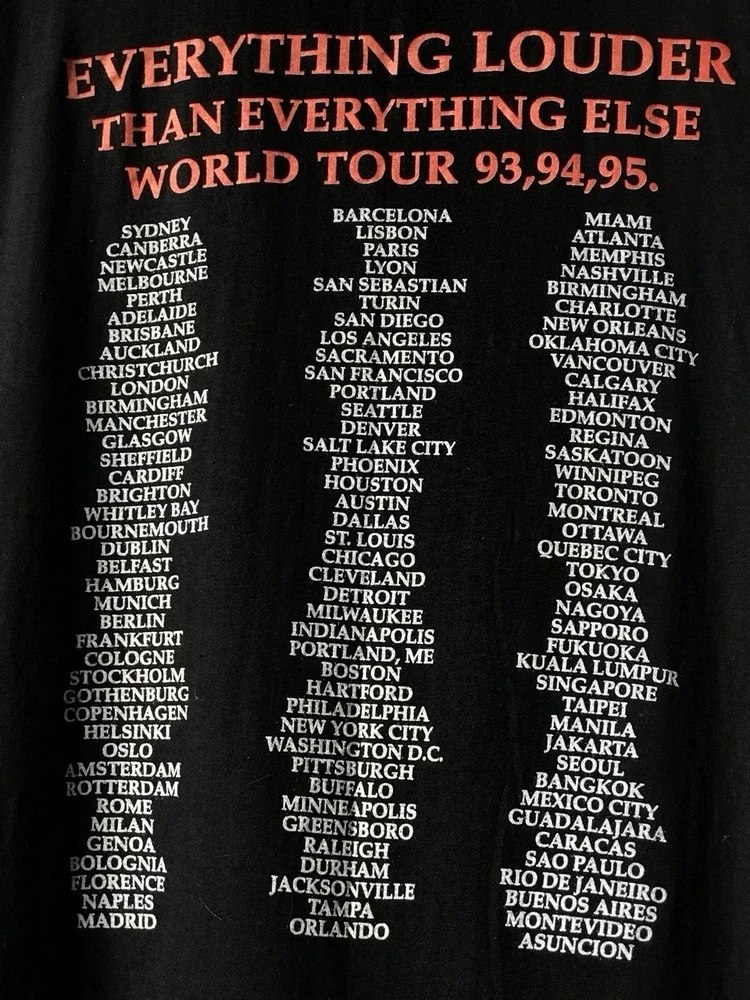 EVERYTHING LOUDER
THAN EVERYTHING ELSE
WORLD TOUR 93,94,95.
SYDNEY
CANBERRA
NEWCASTLE
MELBOURNE
PERTH
ADELAIDE
BRISBANE
AUCKLAND
CHRISTCHURCH
LONDON
BIRMINGHAM
MANCHESTER
GLASGOW
SHEFFIELD
CARDIFF
BRIGHTON
WHITLEY BAY
BOURNEMOUTH
DUBLIN
BELFAST
HAMBURG
MUNICH
BERLIN
FRANKFURT
COLOGNE
STOCKHOLM
GOTHENBURG
COPENHAGEN
HELSINKI
OSLO
AMSTERDAM
ROTTERDAM
ROME
MILAN
GENOA
BOLOGNIA
FLORENCE
NAPLES
MADRID
BARCELONA
LISBON
PARIS
LYON
SAN SEBASTIAN
TURIN
SAN DIEGO
LOS ANGELES
SACRAMENTO
SAN FRANCISCO
PORTLAND
SEATTLE
DENVER
SALT LAKE CITY
PHOENIX
HOUSTON
AUSTIN
DALLAS
ST. LOUIS
CHICAGO
CLEVELAND
DETROIT
MILWAUKEE
INDIANAPOLIS
PORTLAND, ME
BOSTON
HARTFORD
PHILADELPHIA
NEW YORK CITY
WASHINGTON D.C.
PITTSBURGH
BUFFALO
MINNEAPOLIS
GREENSBORO
RALEIGH
DURHAM
JACKSONVILLE
TAMPA
ORLANDO
MIAMI
ATLANTA
MEMPHIS
NASHVILLE
BIRMINGHAM
CHARLOTTE
NEW ORLEANS
OKLAHOMA CITY
VANCOUVER
CALGARY
HALIFAX
EDMONTON
REGINA
SASKATOON
WINNIPEG
TORONTO
MONTREAL
OTTAWA
QUEBEC CITY
TOKYO
OSAKA
NAGOYA
SAPPORO
FUKUOKA
KUALA LUMPUR
SINGAPORE
TAIPEI
MANILA
JAKARTA
SEOUL
BANGKOK
MEXICO CITY
GUADALAJARA
CARACAS
SAO PAULO
RIO DE JANEIRO
BUENOS AIRES
MONTEVIDEO
ASUNCION